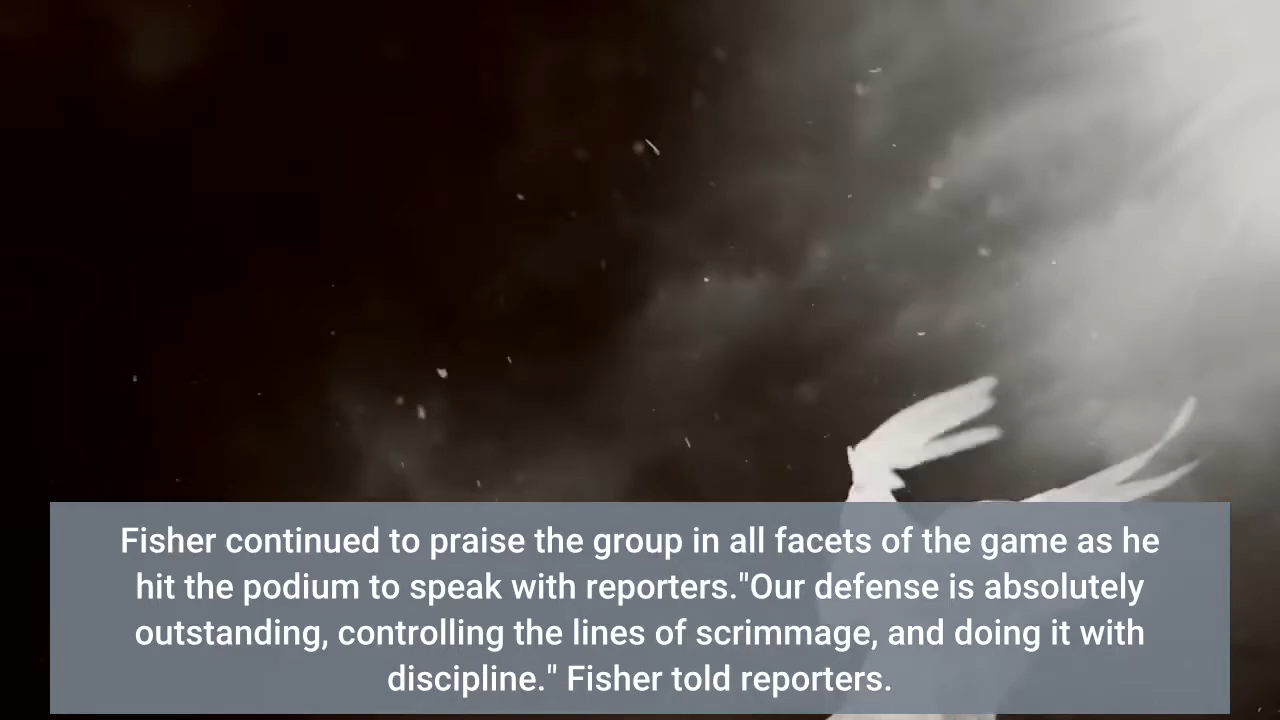 Fisher continued to praise the group in all facets of the game as he
hit the podium to speak with reporters."Our defense is absolutely
outstanding, controlling the lines of scrimmage, and doing it with
discipline." Fisher told reporters.